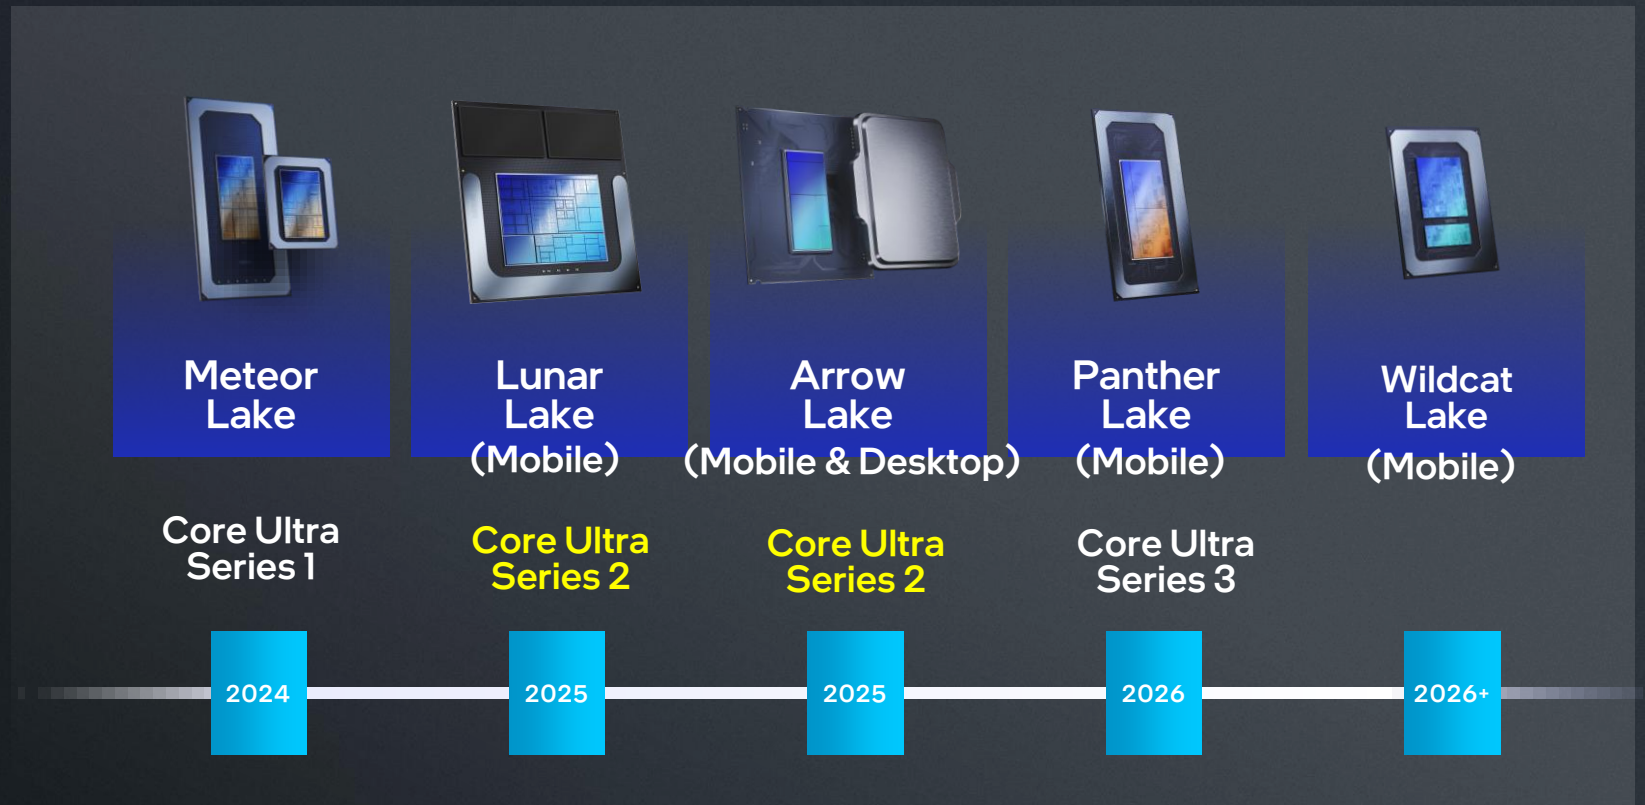 Meteor
Lake
Lunar
Lake
(Mobile)
Arrow
Lake
(Mobile & Desktop)
Panther
Lake
(Mobile)
Wildcat
Lake
(Mobile)
Core Ultra
Series 1
Core Ultra
Series 2
Core Ultra
Series 2
Core Ultra
Series 3
2024
2025
2025
2026
2026+